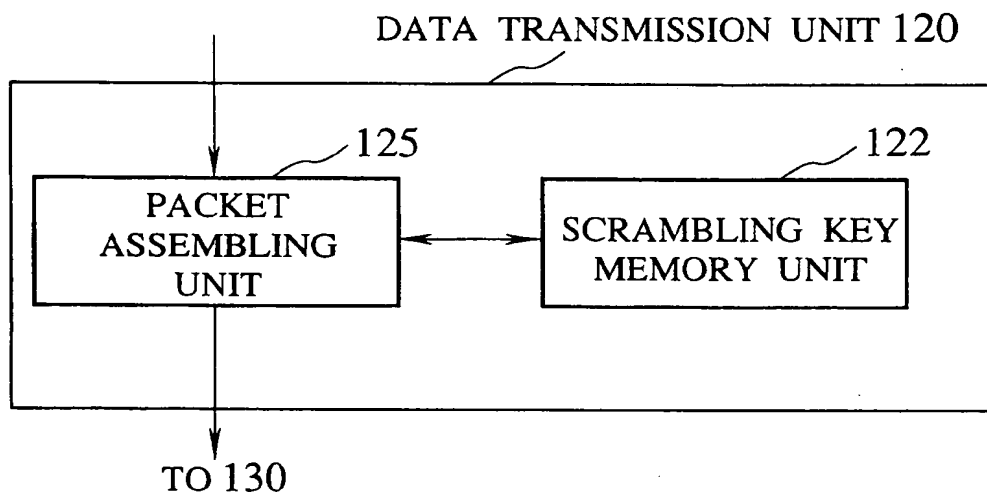 DATA TRANSMISSION UNIT 120
125
122
PACKET
ASSEMBLING
UNIT
SCRAMBLING KEY
MEMORY UNIT
TO 130